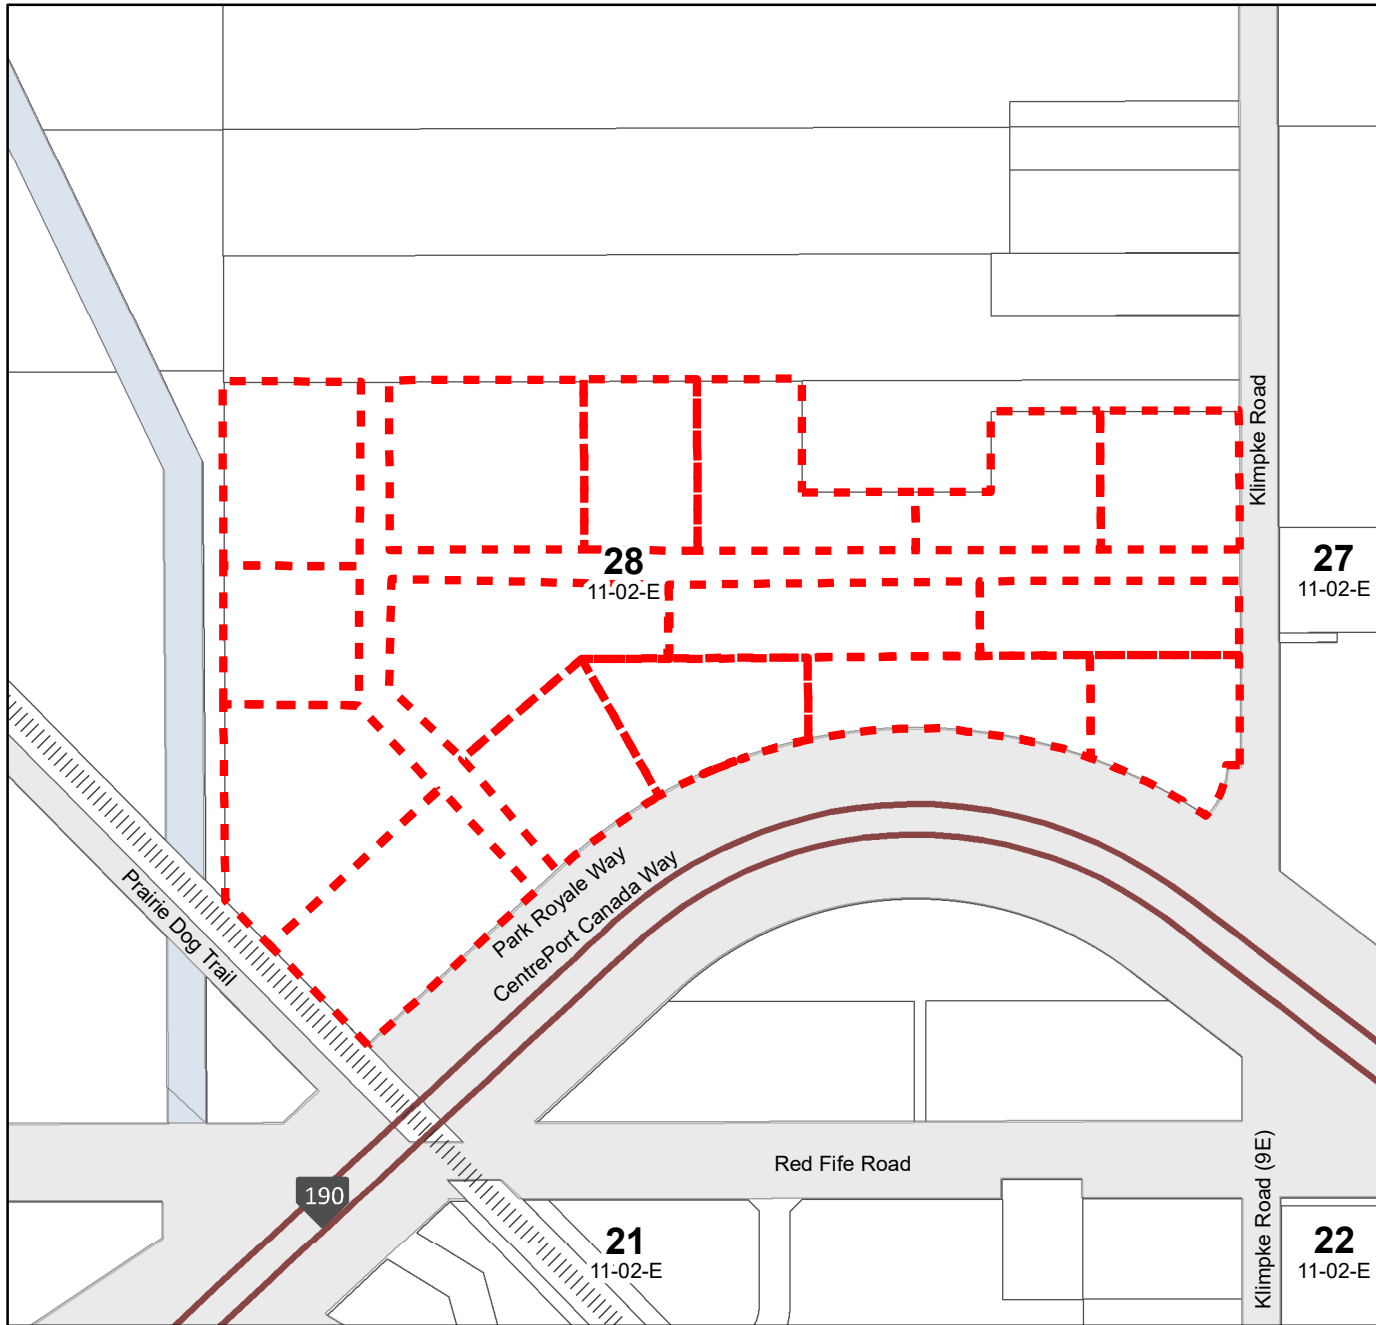 Klimpke Road
28
11-02-E
27
11-02-E
Park Royale Way
CentrePort Canada Way
Prairie Dog Trail
Red Fife Road
190
Klimpke Road (9E)
21
11-02-E
22
11-02-E